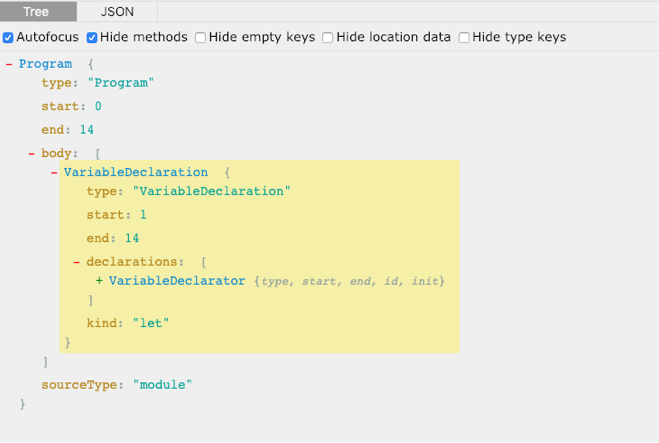 Tree JSON
Autofocus Hide methods Hide empty keys Hide location data Hide type keys
- Program {
type: "Program"
start: 0
end: 14
- body: [
- VariableDeclaration {
type: "VariableDeclaration"
start: 1
end: 14
- declarations: [
+ VariableDeclarator {type, start, end, id, init}
]
kind: "let"
}
]
sourceType: "module"
}